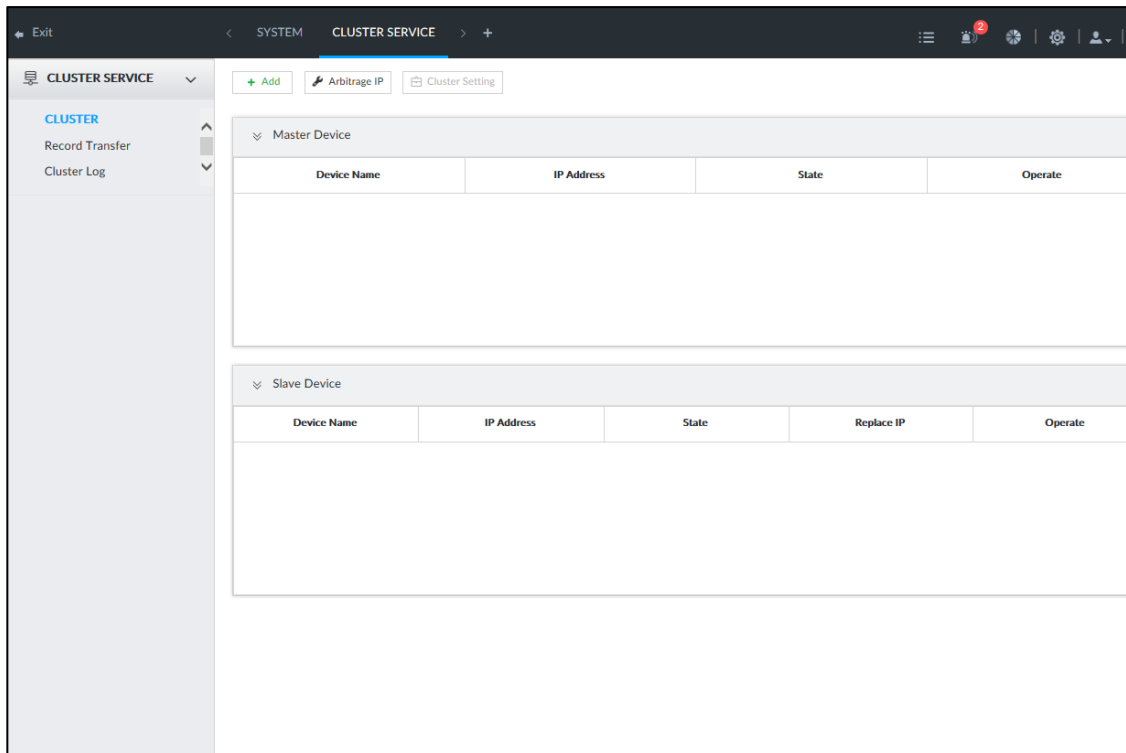 Exit
SYSTEM CLUSTER SERVICE
2
CLUSTER SERVICE
CLUSTER
Record Transfer
Cluster Log
Add Arbitrage IP Cluster Setting
Master Device
Device Name IP Address State Operate
Slave Device
Device Name IP Address State Replace IP Operate